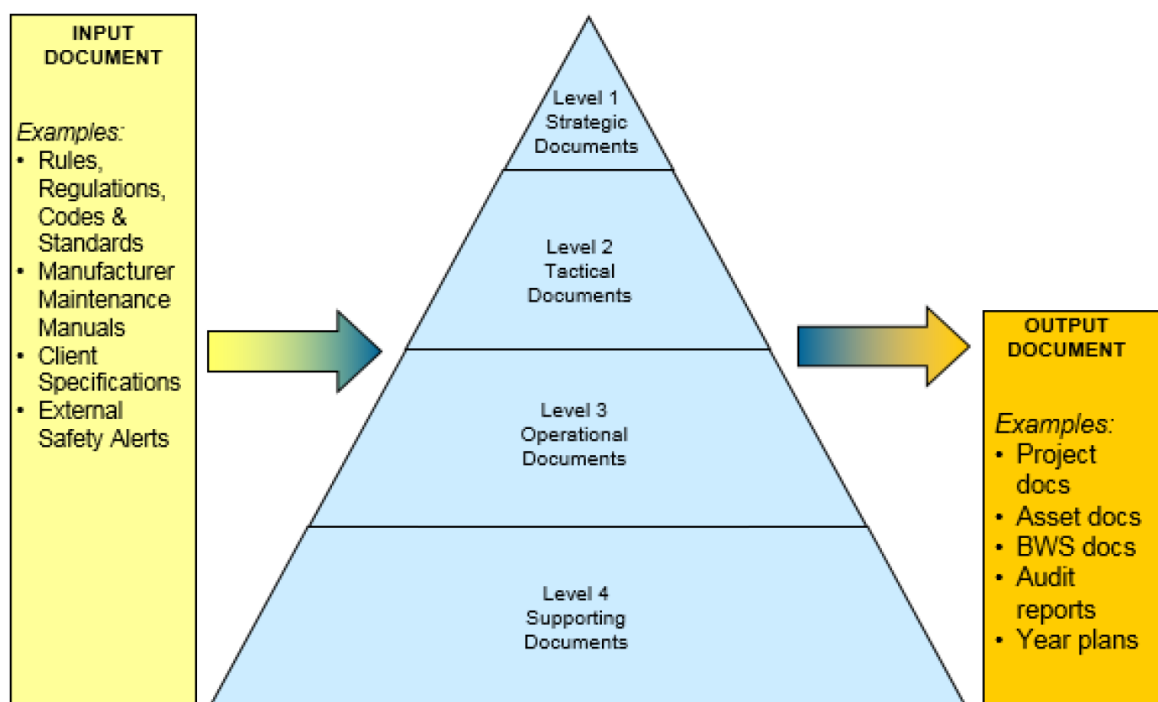 INPUT
DOCUMENT
Examples:
• Rules,
Regulations,
Codes &
Standards
• Manufacturer
Maintenance
Manuals
• Client
Specifications
• External
Safety Alerts
Level 1
Strategic
Documents
Level 2
Tactical
Documents
Level 3
Operational
Documents
Level 4
Supporting
Documents
OUTPUT
DOCUMENT
Examples:
• Project
docs
• Asset docs
• BWS docs
• Audit
reports
• Year plans